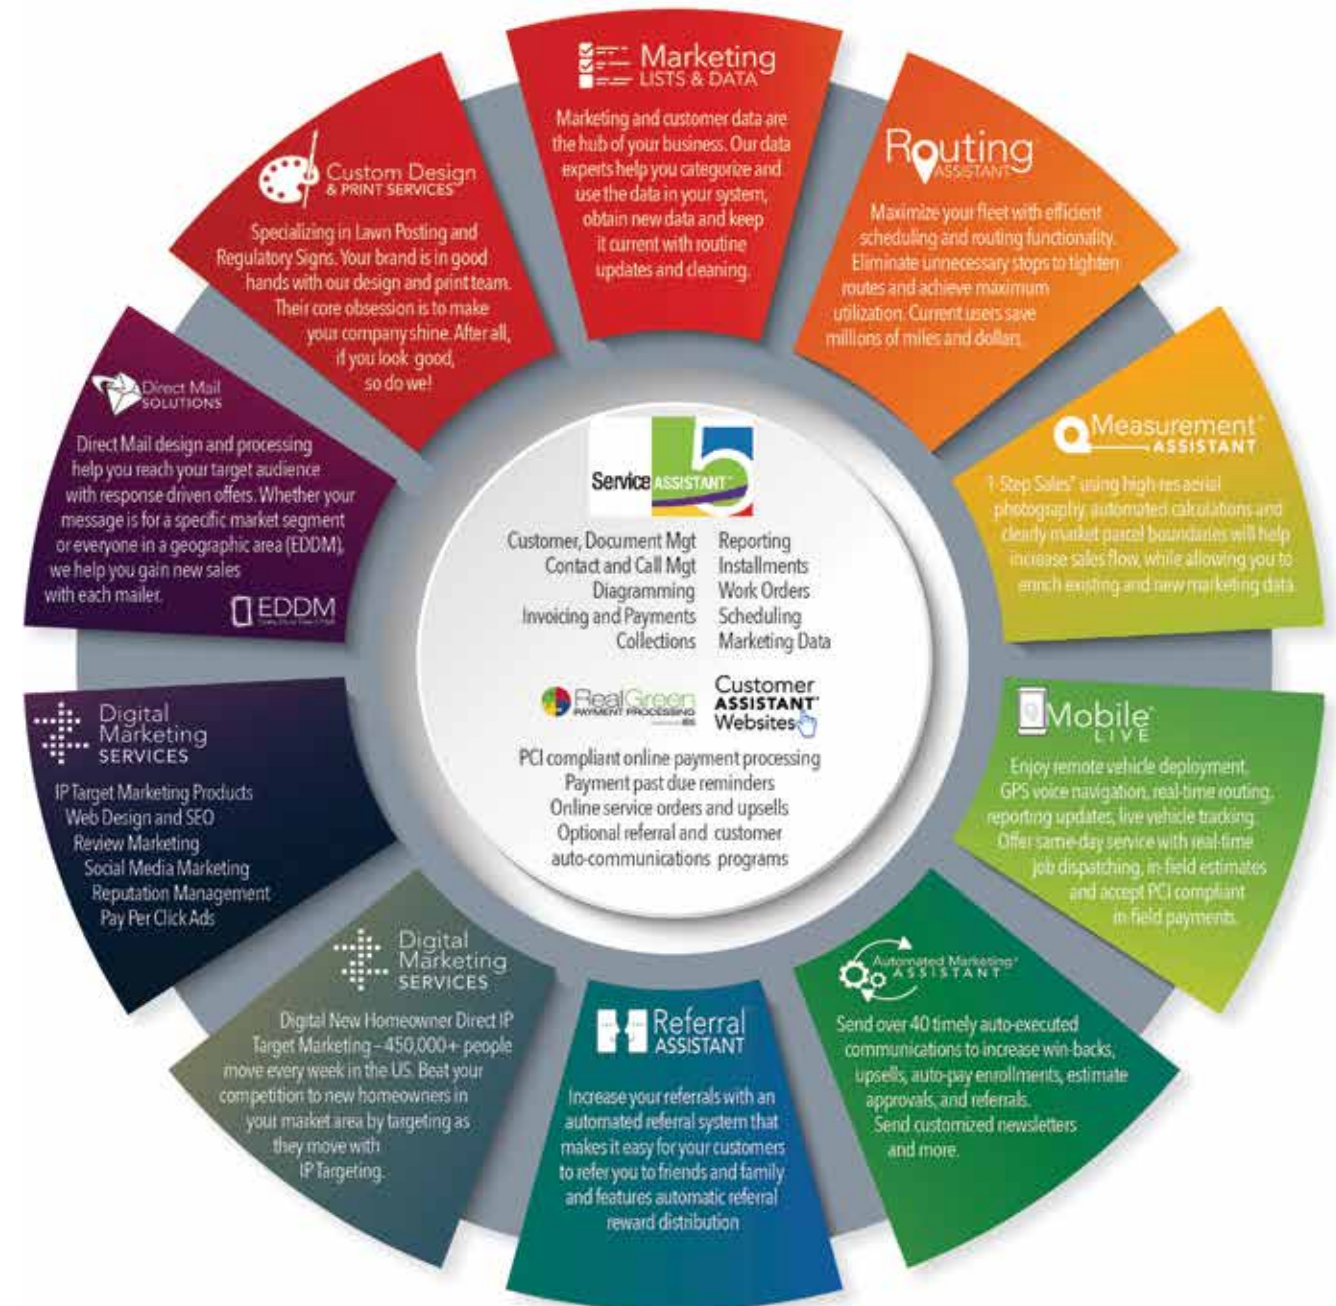 Marketing
LISTS & DATA
Marketing and customer data are
the hub of your business. Our data
experts help you categorize and
use the data in your system,
obtain new data and keep
it current with routine
updates and cleaning.
Routing
ASSISTANT
Maximize your fleet with efficient
scheduling and routing functionality.
Eliminate unnecessary stops to tighten
routes and achieve maximum
utilization. Current users save
millions of miles and dollars.
Measurement
ASSISTANT
1-Step Sales* using high-res aerial
photography, automated calculations and
clearly market parcel boundaries will help
increase sales flow, while allowing you to
enrich existing and new marketing data.
Mobile
LIVE
Enjoy remote vehicle deployment,
GPS voice navigation, real-time routing,
reporting updates, live vehicle tracking.
Offer same-day service with real-time
job dispatching, in-field estimates
and accept PCI compliant
in-field payments.
Automated Marketing
ASSISTANT
Send over 40 timely auto-executed
communications to increase win-backs,
upsells, auto-pay enrollments, estimate
approvals, and referrals.
Send customized newsletters
and more.
Referral
ASSISTANT
Increase your referrals with an
automated referral system that
makes it easy for your customers
to refer you to friends and family
and features automatic referral
reward distribution
Digital
Marketing
SERVICES
Digital New Homeowner Direct IP
Target Marketing – 450,000+ people
move every week in the US. Beat your
competition to new homeowners in
your market area by targeting as
they move with
IP Targeting.
Digital
Marketing
SERVICES
IP Target Marketing Products
Web Design and SEO
Review Marketing
Social Media Marketing
Reputation Management
Pay Per Click Ads
Direct Mail
SOLUTIONS
Direct Mail design and processing
help you reach your target audience
with response driven offers. Whether your
message is for a specific market segment
or everyone in a geographic area (EDDM),
we help you gain new sales
with each mailer.
EDDM
Custom Design
& PRINT SERVICES
Specializing in Lawn Posting and
Regulatory Signs. Your brand is in good
hands with our design and print team.
Their core obsession is to make
your company shine. After all,
if you look good,
so do we!
Service ASSISTANT 5
Customer, Document Mgt
Contact and Call Mgt
Diagramming
Invoicing and Payments
Collections
Reporting
Installments
Work Orders
Scheduling
Marketing Data
RealGreen
PAYMENT PROCESSING
Customer
ASSISTANT
Websites
PCI compliant online payment processing
Payment past due reminders
Online service orders and upsells
Optional referral and customer
auto-communications programs